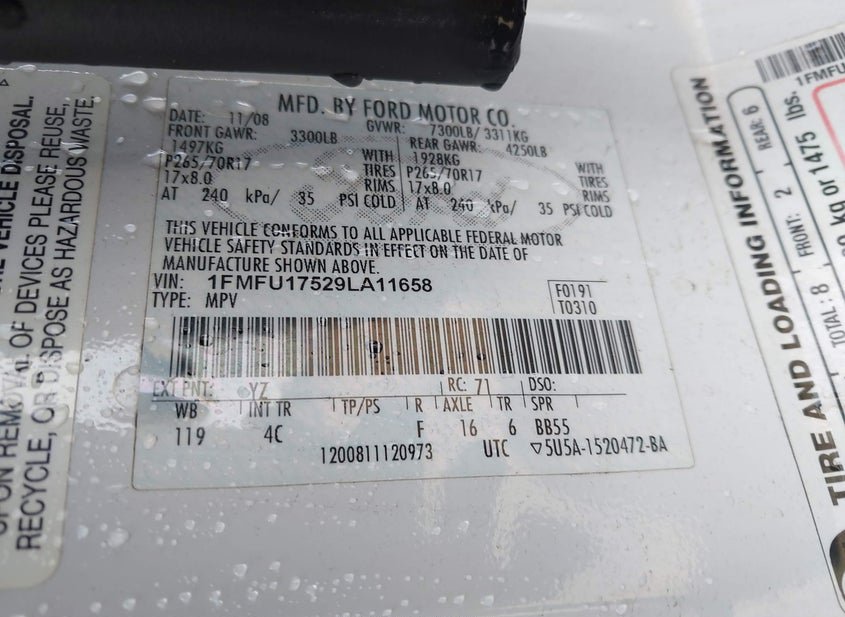 VEHICLE DISPOSAL.
OF DEVICES PLEASE REUSE,
RECYCLE, OR DISPOSE AS HAZARDOUS WASTE.
MFD. BY FORD MOTOR CO.
DATE: 11/08 GVWR: 7300LB/ 3311KG
FRONT GAWR: 3300LB REAR GAWR: 4250LB
1497KG WITH 1928KG WITH
P265/70R17 TIRES P265/70R17 TIRES
17x8.0 RIMS 17x8.0 RIMS
AT 240 kPa/ 35 PSI COLD AT 240 kPa/ 35 PSI COLD
THIS VEHICLE CONFORMS TO ALL APPLICABLE FEDERAL MOTOR
VEHICLE SAFETY STANDARDS IN EFFECT ON THE DATE OF
MANUFACTURE SHOWN ABOVE.
VIN: 1FMFU17529LA11658
TYPE: MPV
F0191
T0310
EXT PNT: YZ RC: 71 DSO:
WB INT TR TP/PS R AXLE TR SPR
119 4C F 16 6 BB55
1200811120973 UTC ▽5U5A-1520472-BA
TIRE AND LOADING INFORMATION
TOTAL: 8 FRONT: 2 REAR: 6
kg or 1475 lbs.
1FMFU